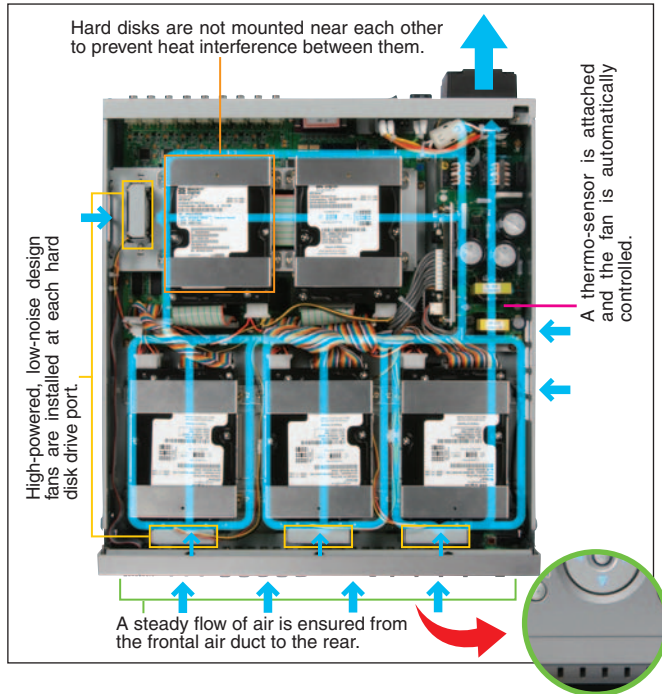 Hard disks are not mounted near each other
to prevent heat interference between them.
A thermo-sensor is attached
and the fan is automatically
controlled.
High-powered, low-noise design
fans are installed at each hard
disk drive port.
A steady flow of air is ensured from
the frontal air duct to the rear.